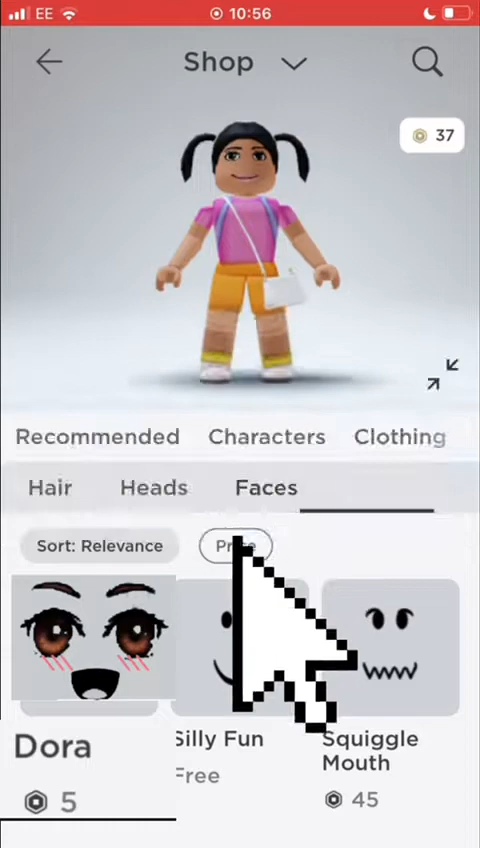 EE 10:56
Shop
37
Recommended Characters Clothing
Hair Heads Faces
Sort: Relevance
Dora
Silly Fun
Squiggle
Mouth
Free
5
45